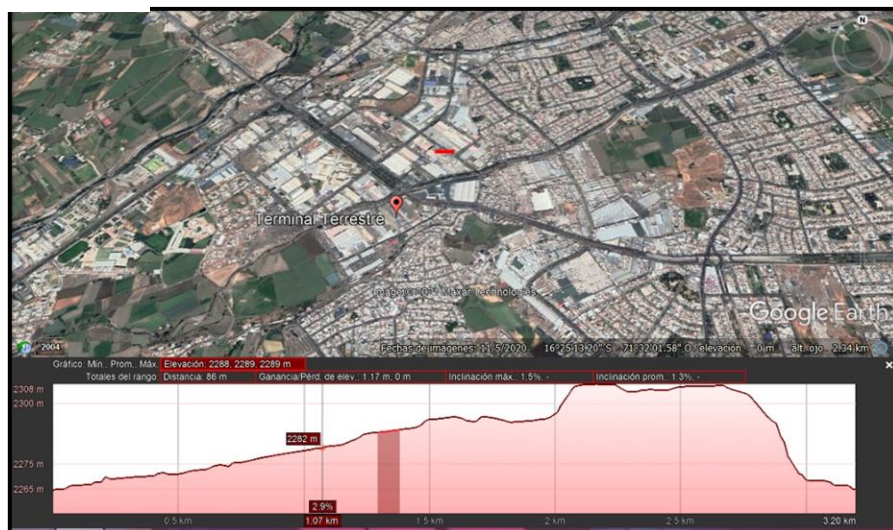 N
Terminal Terrestre
Google Earth
2004
Fechas de imágenes: 11/5/2020 16°25'13.20" S - 71°32'01.58" O elevación 0 m alt. ojo 2.34 km
Gráfico: Mín., Prom., Máx. Elevación: 2288, 2289, 2289 m
Totales del rango: Distancia: 86 m Ganancia/Pérd. de elev.: 1.17 m, 0 m Inclinación máx.: 1.5%, - Inclinación prom.: 1.3%, -
2308 m
2300 m
2282 m
2275 m
2265 m
2.9%
0.5 km 1.07 km 1.5 km 2 km 2.5 km 3.20 km